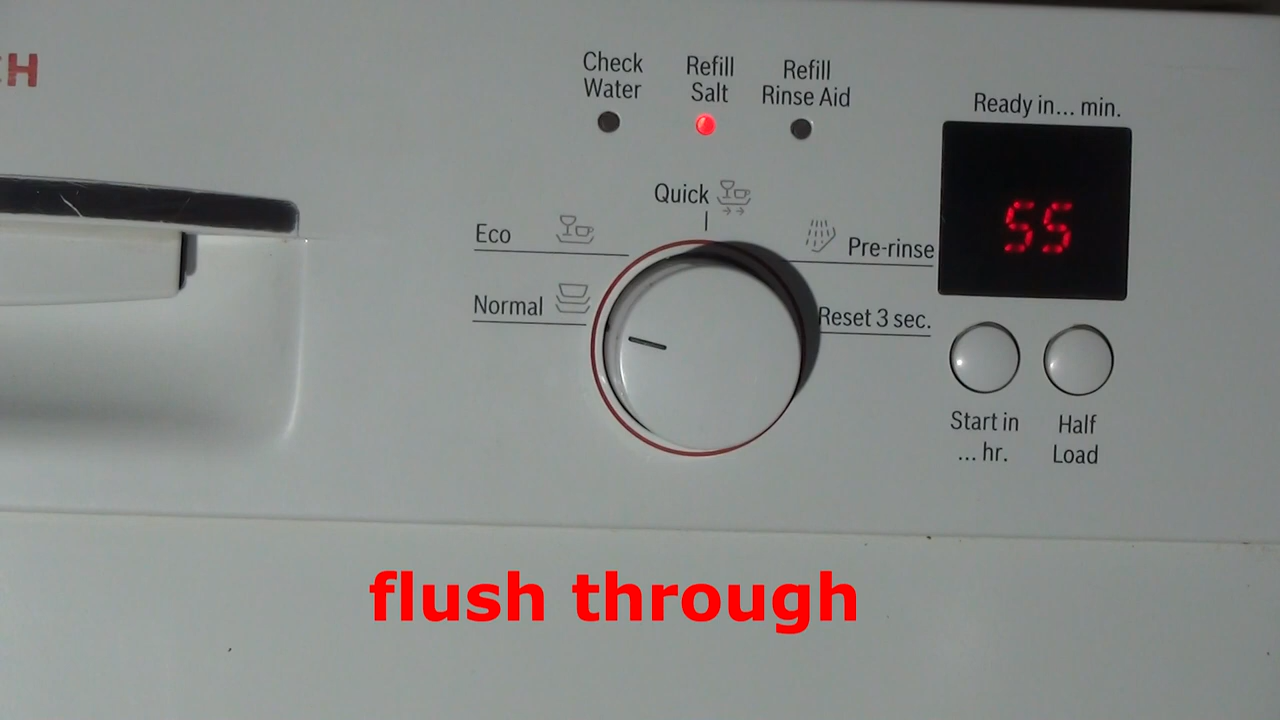 CH
Check
Water
Refill
Salt
Refill
Rinse Aid
Ready in... min.
55
Quick
Eco
Pre-rinse
Normal
Reset 3 sec.
Start in
... hr.
Half
Load
flush through